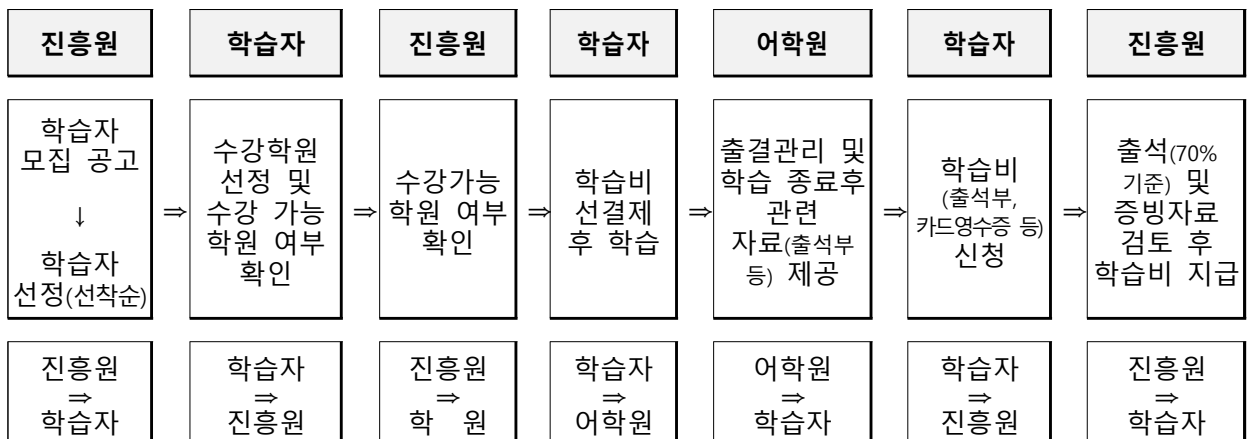 진흥원
학습자
진흥원
학습자
어학원
학습자
진흥원
학습자
모집 공고
↓
학습자
선정(선착순)
⇒
수강학원
선정 및
수강 가능
학원 여부
확인
⇒
수강가능
학원 여부
확인
⇒
학습비
선결제
후 학습
⇒
출결관리 및
학습 종료후
관련
자료(출석부
등) 제공
⇒
학습비
(출석부,
카드영수증 등)
신청
⇒
출석(70%
기준) 및
증빙자료
검토 후
학습비 지급
진흥원
⇒
학습자
학습자
⇒
진흥원
진흥원
⇒
학 원
학습자
⇒
어학원
어학원
⇒
학습자
학습자
⇒
진흥원
진흥원
⇒
학습자